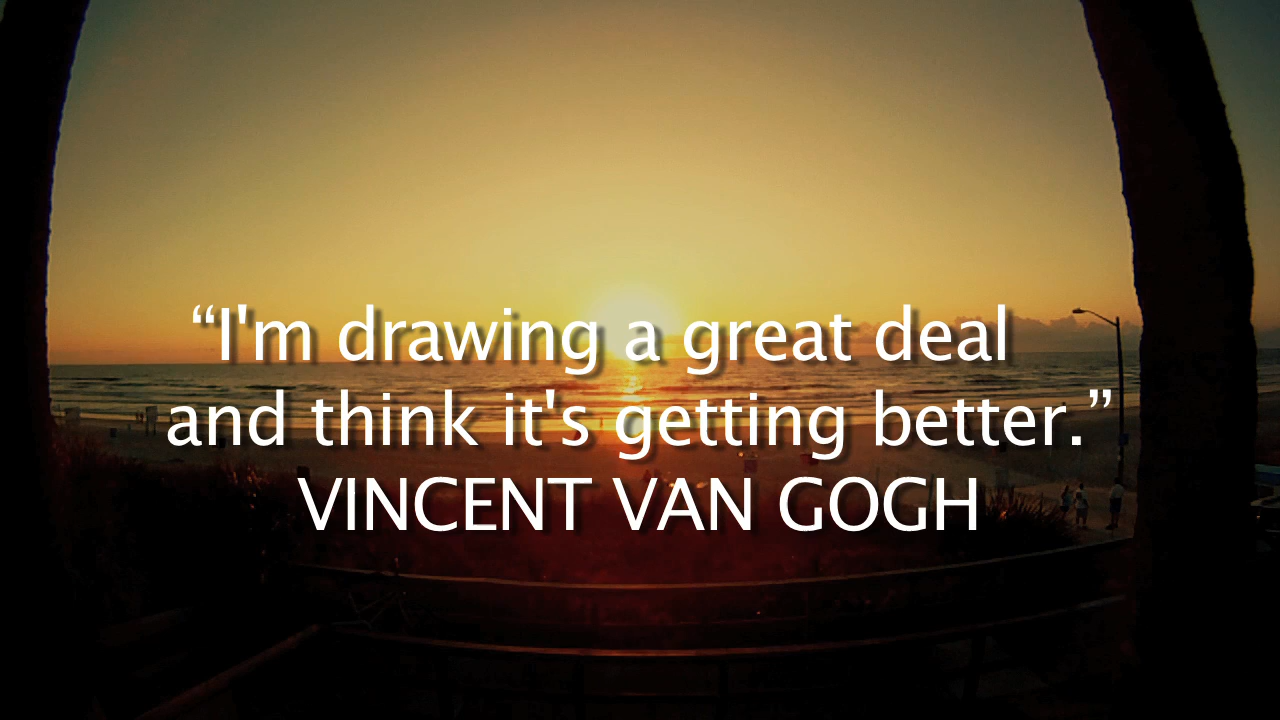 “I'm drawing a great deal
and think it's getting better.”
VINCENT VAN GOGH